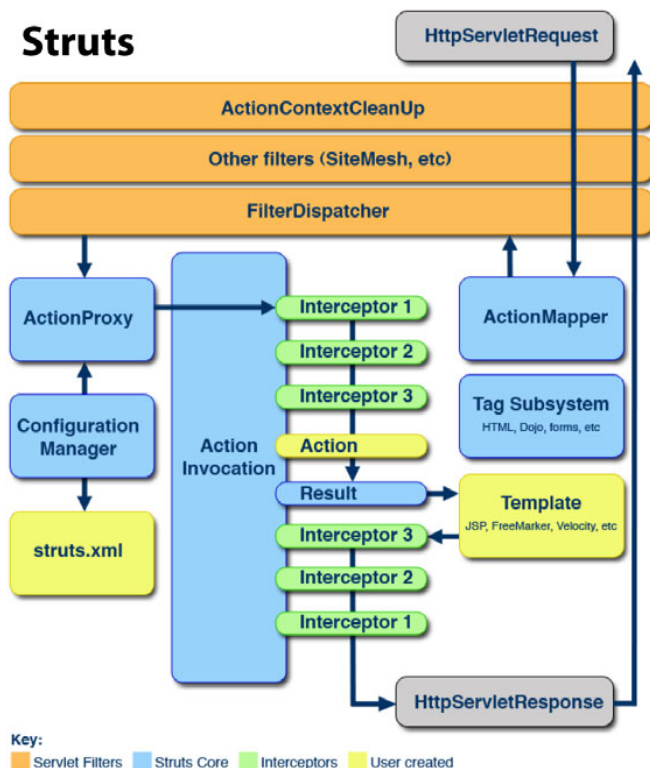 Struts
HttpServletRequest
ActionContextCleanUp
Other filters (SiteMesh, etc)
FilterDispatcher
ActionProxy
Interceptor 1
ActionMapper
Interceptor 2
Interceptor 3
Tag Subsystem
HTML, Dojo, forms, etc
Configuration
Manager
Action
Invocation
Action
Result
Template
JSP, FreeMarker, Velocity, etc
struts.xml
Interceptor 3
Interceptor 2
Interceptor 1
HttpServletResponse
Key:
Servlet Filters
Struts Core
Interceptors
User created